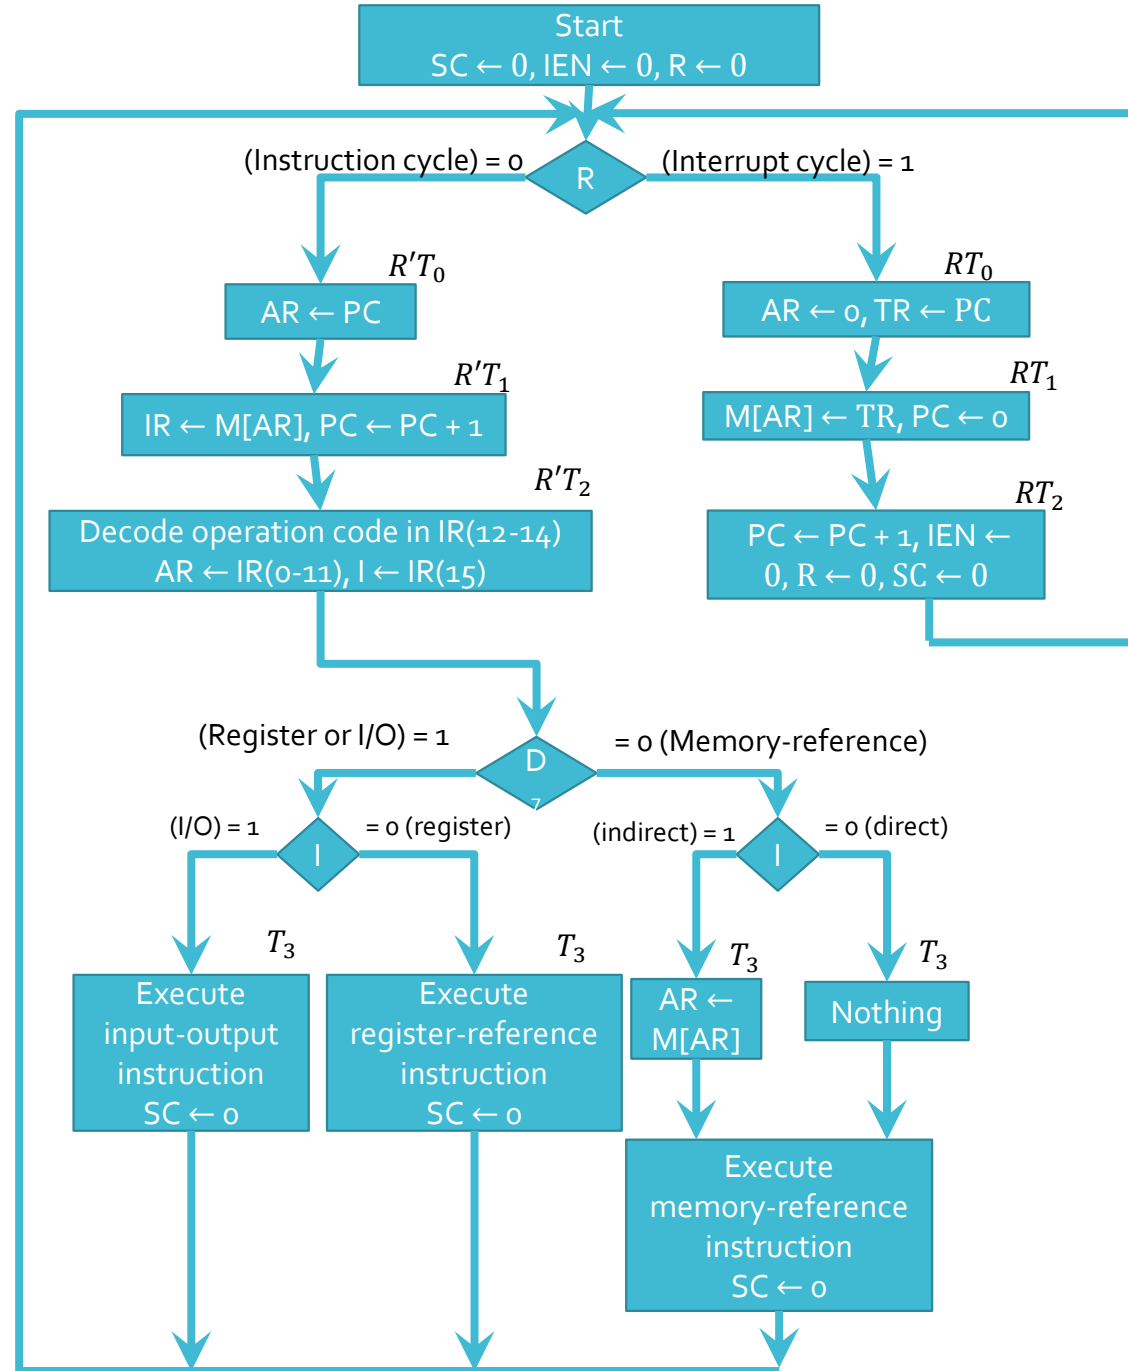 Start
SC ← 0, IEN ← 0, R ← 0
(Instruction cycle) = 0
R
(Interrupt cycle) = 1
R'T₀
AR ← PC
RT₀
AR ← 0, TR ← PC
R'T₁
IR ← M[AR], PC ← PC + 1
RT₁
M[AR] ← TR, PC ← 0
R'T₂
Decode operation code in IR(12-14)
AR ← IR(0-11), I ← IR(15)
RT₂
PC ← PC + 1, IEN ←
0, R ← 0, SC ← 0
(Register or I/O) = 1
D
7
= 0 (Memory-reference)
(I/O) = 1
I
= 0 (register)
(indirect) = 1
I
= 0 (direct)
T₃
Execute
input-output
instruction
SC ← 0
T₃
Execute
register-reference
instruction
SC ← 0
T₃
AR ←
M[AR]
T₃
Nothing
Execute
memory-reference
instruction
SC ← 0